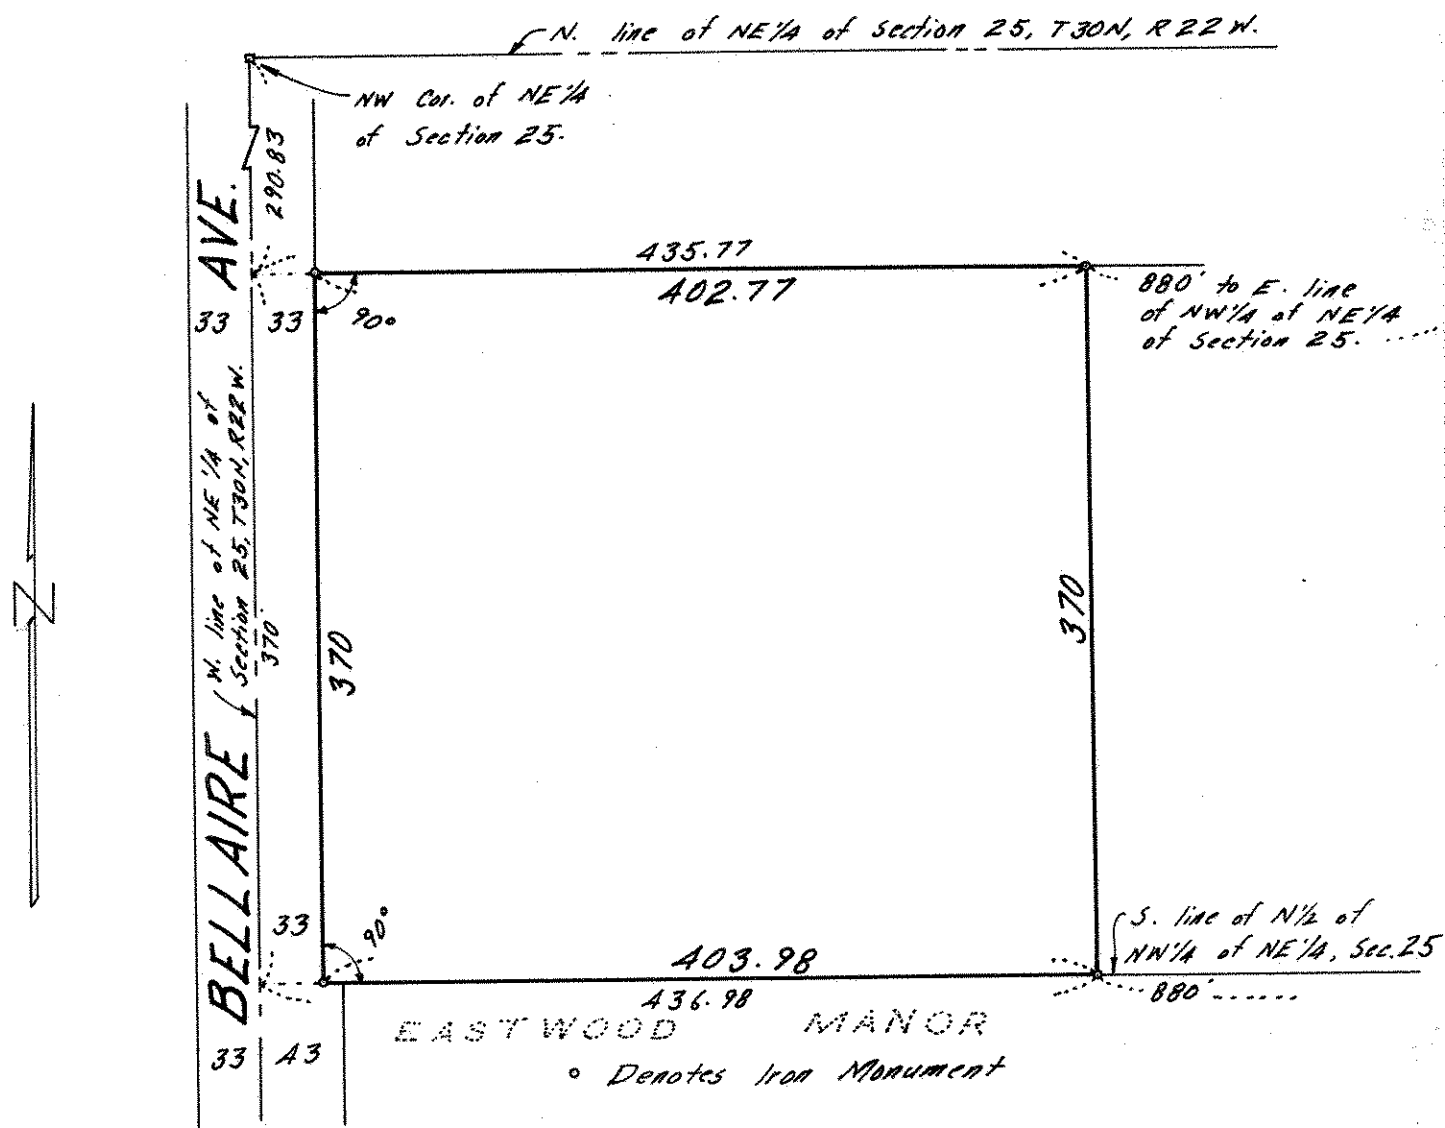 N. line of NE 1/4 of Section 25, T30N, R22W.
NW Cor. of NE 1/4
of Section 25.
290.83
BELLAIRE AVE.
435.77
402.77
880' to E. line
of NW 1/4 of NE 1/4
of Section 25.
33
33
90°
W. line of NE 1/4 of
Section 25, T30N, R22W.
370'
370
370
N
33
90°
403.98
436.98
S. line of N 1/2 of
NW 1/4 of NE 1/4, Sec. 25
880'
EASTWOOD MANOR
33
43
° Denotes Iron Monument